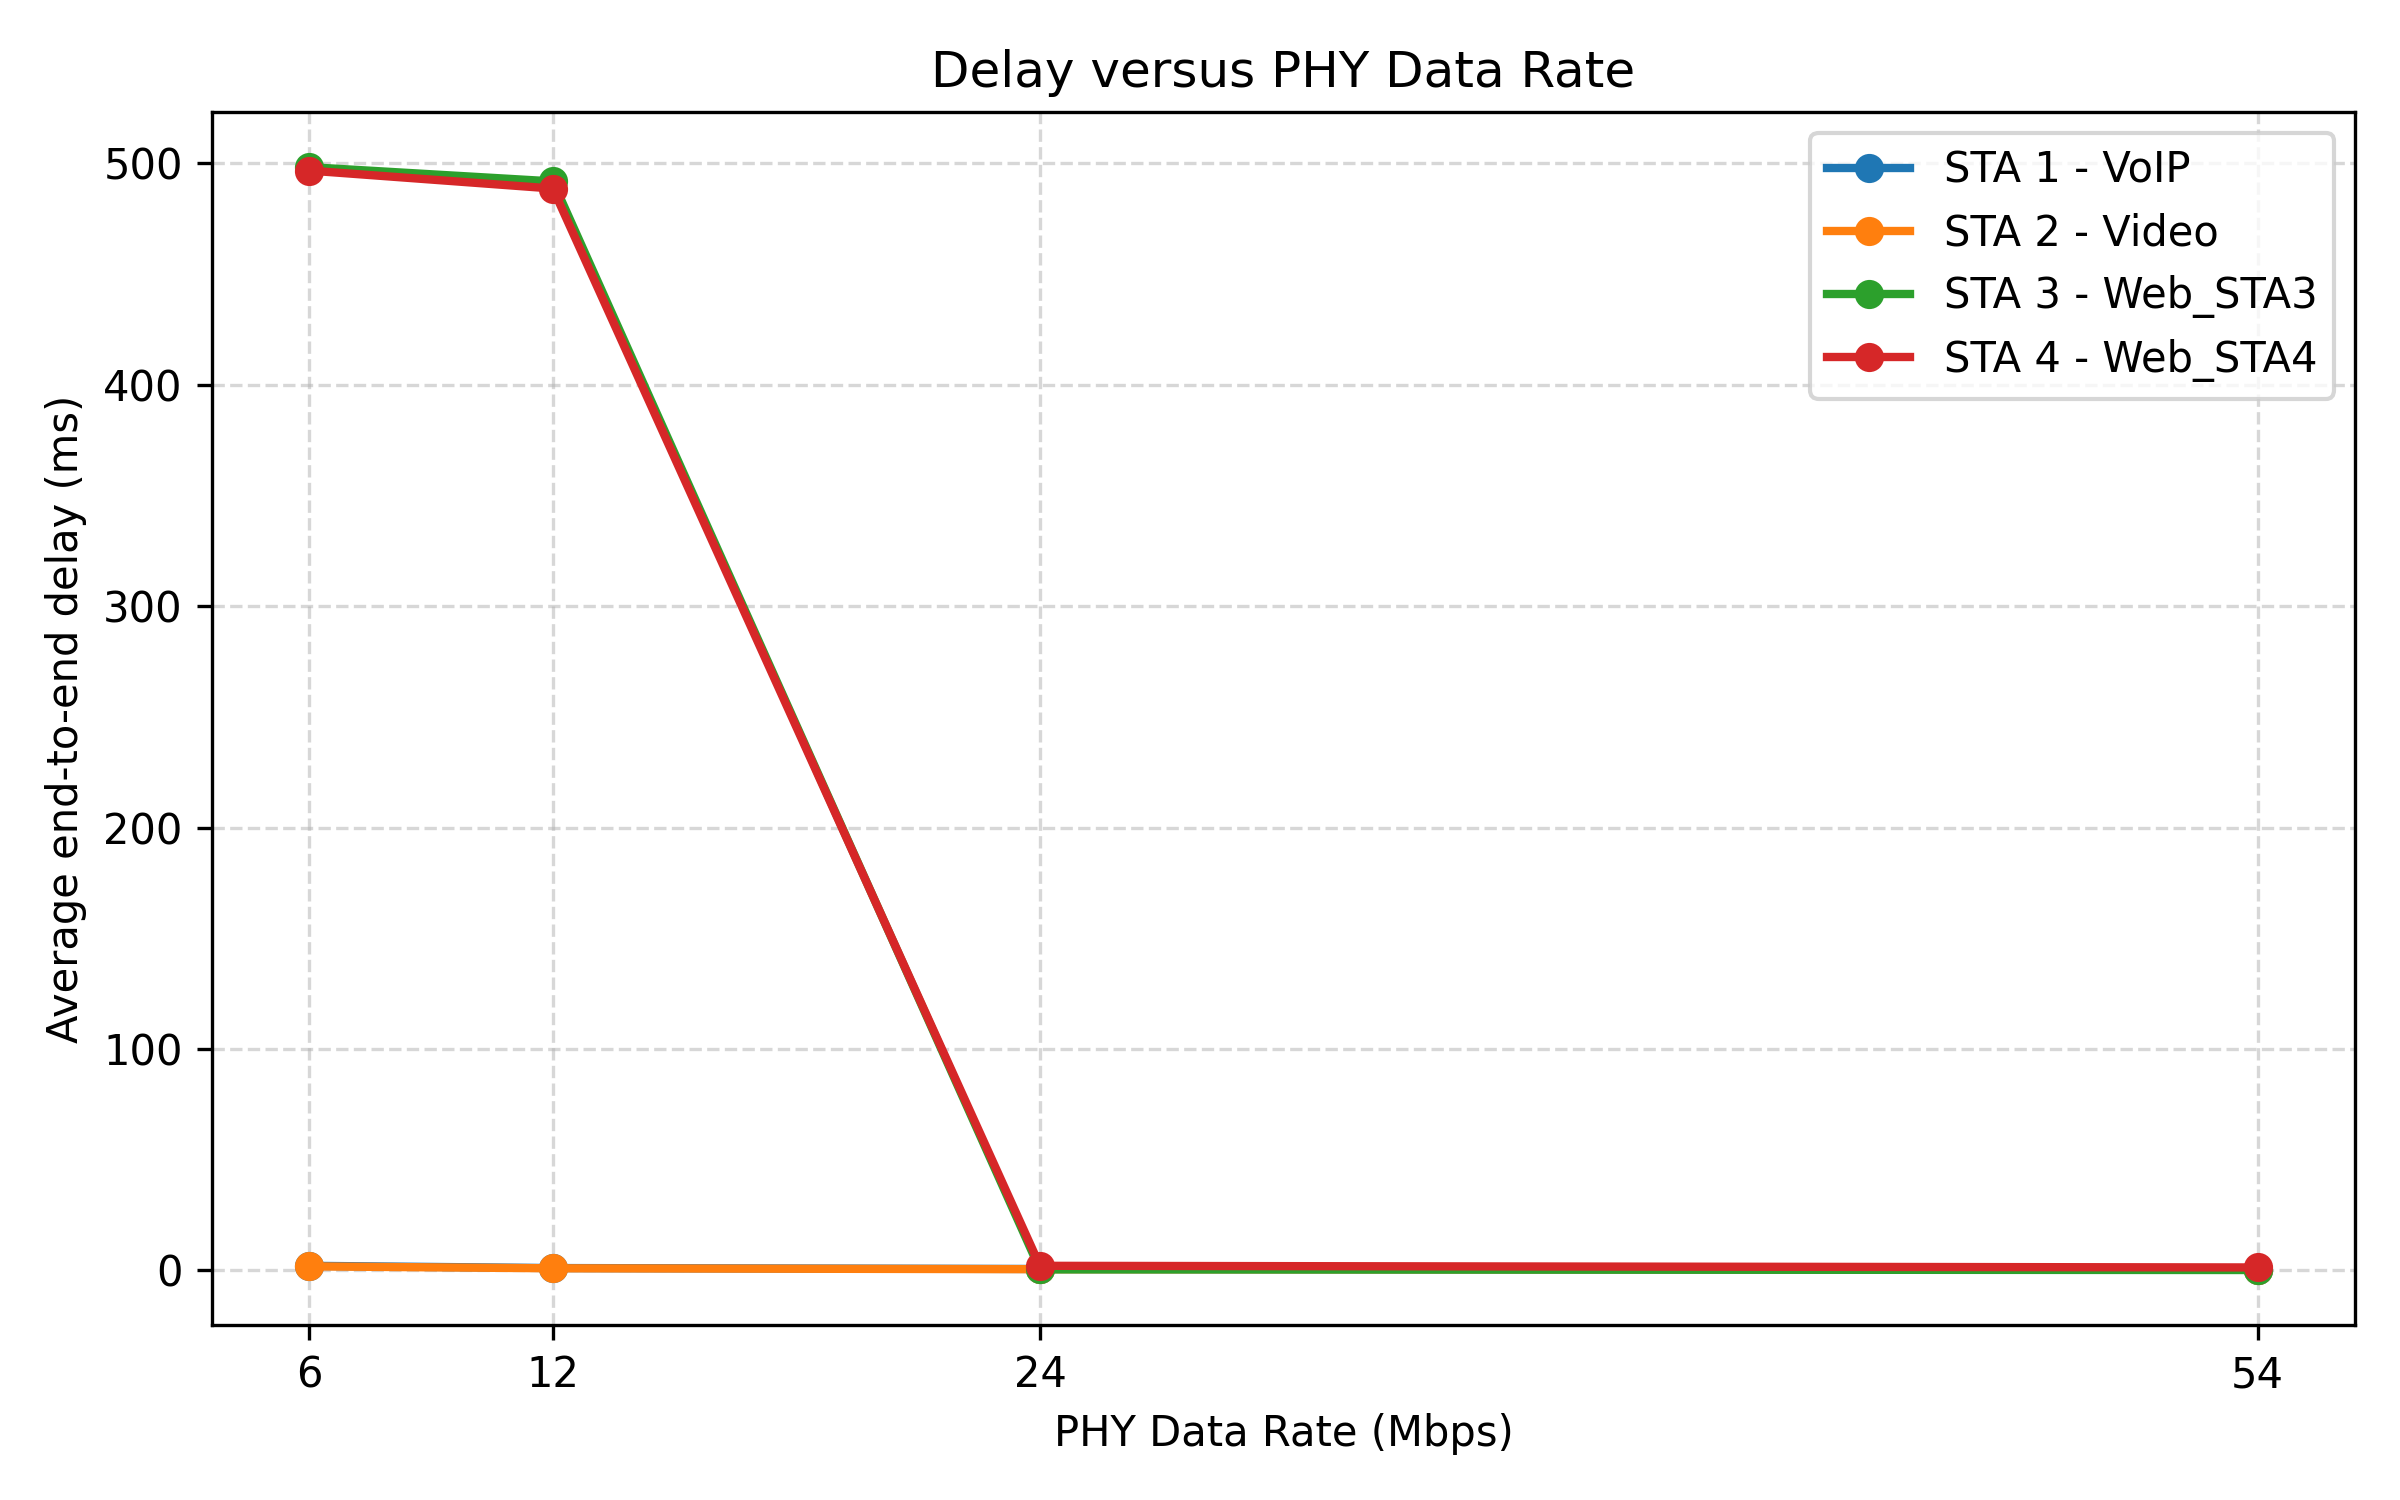 Delay versus PHY Data Rate
STA 1 - VoIP
STA 2 - Video
STA 3 - Web_STA3
STA 4 - Web_STA4
Average end-to-end delay (ms)
500
400
300
200
100
0
6 12 24 54
PHY Data Rate (Mbps)